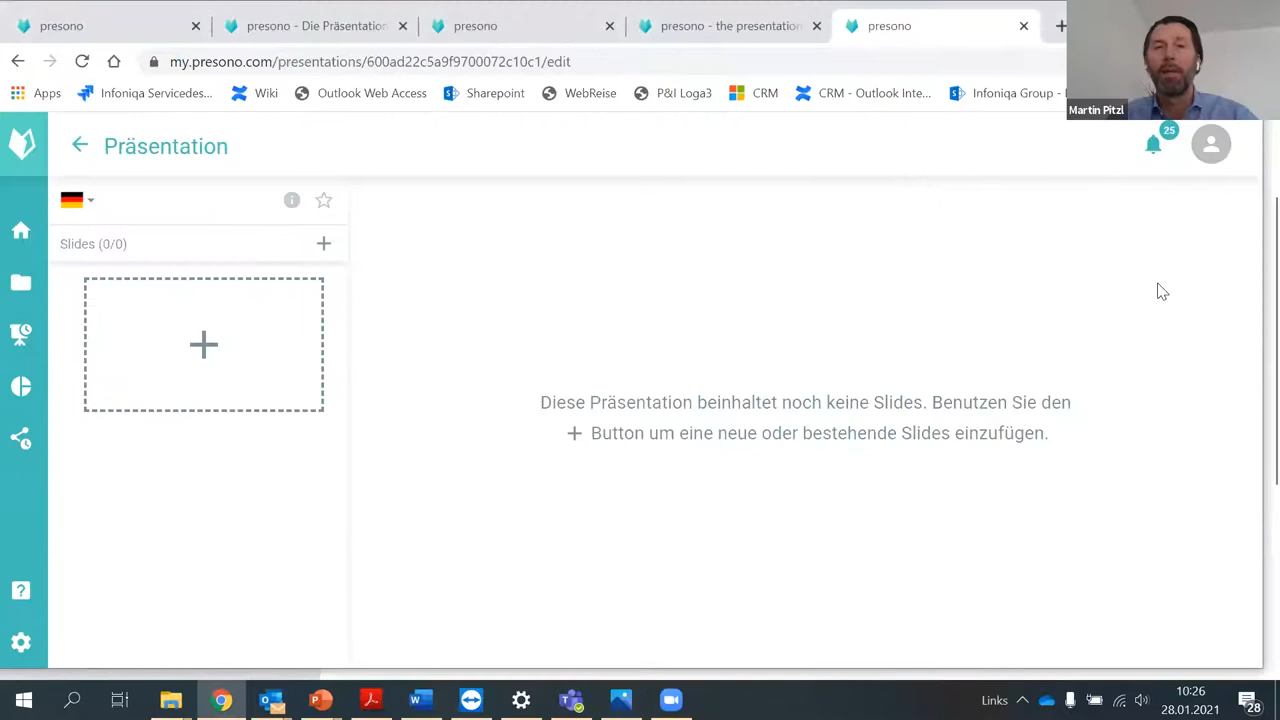 presono
presono - Die Präsentation
presono
presono - the presentation
presono
my.presono.com/presentations/600ad22c5a9f9700072c10c1/edit
Apps
Infoniqa Servicedes...
Wiki
Outlook Web Access
Sharepoint
WebReise
P&I Loga3
CRM
CRM - Outlook Inte...
Infoniqa Group -
Martin Pitzl
Präsentation
25
Slides (0/0)
Diese Präsentation beinhaltet noch keine Slides. Benutzen Sie den
+ Button um eine neue oder bestehende Slides einzufügen.
Links
10:26
28.01.2021
28